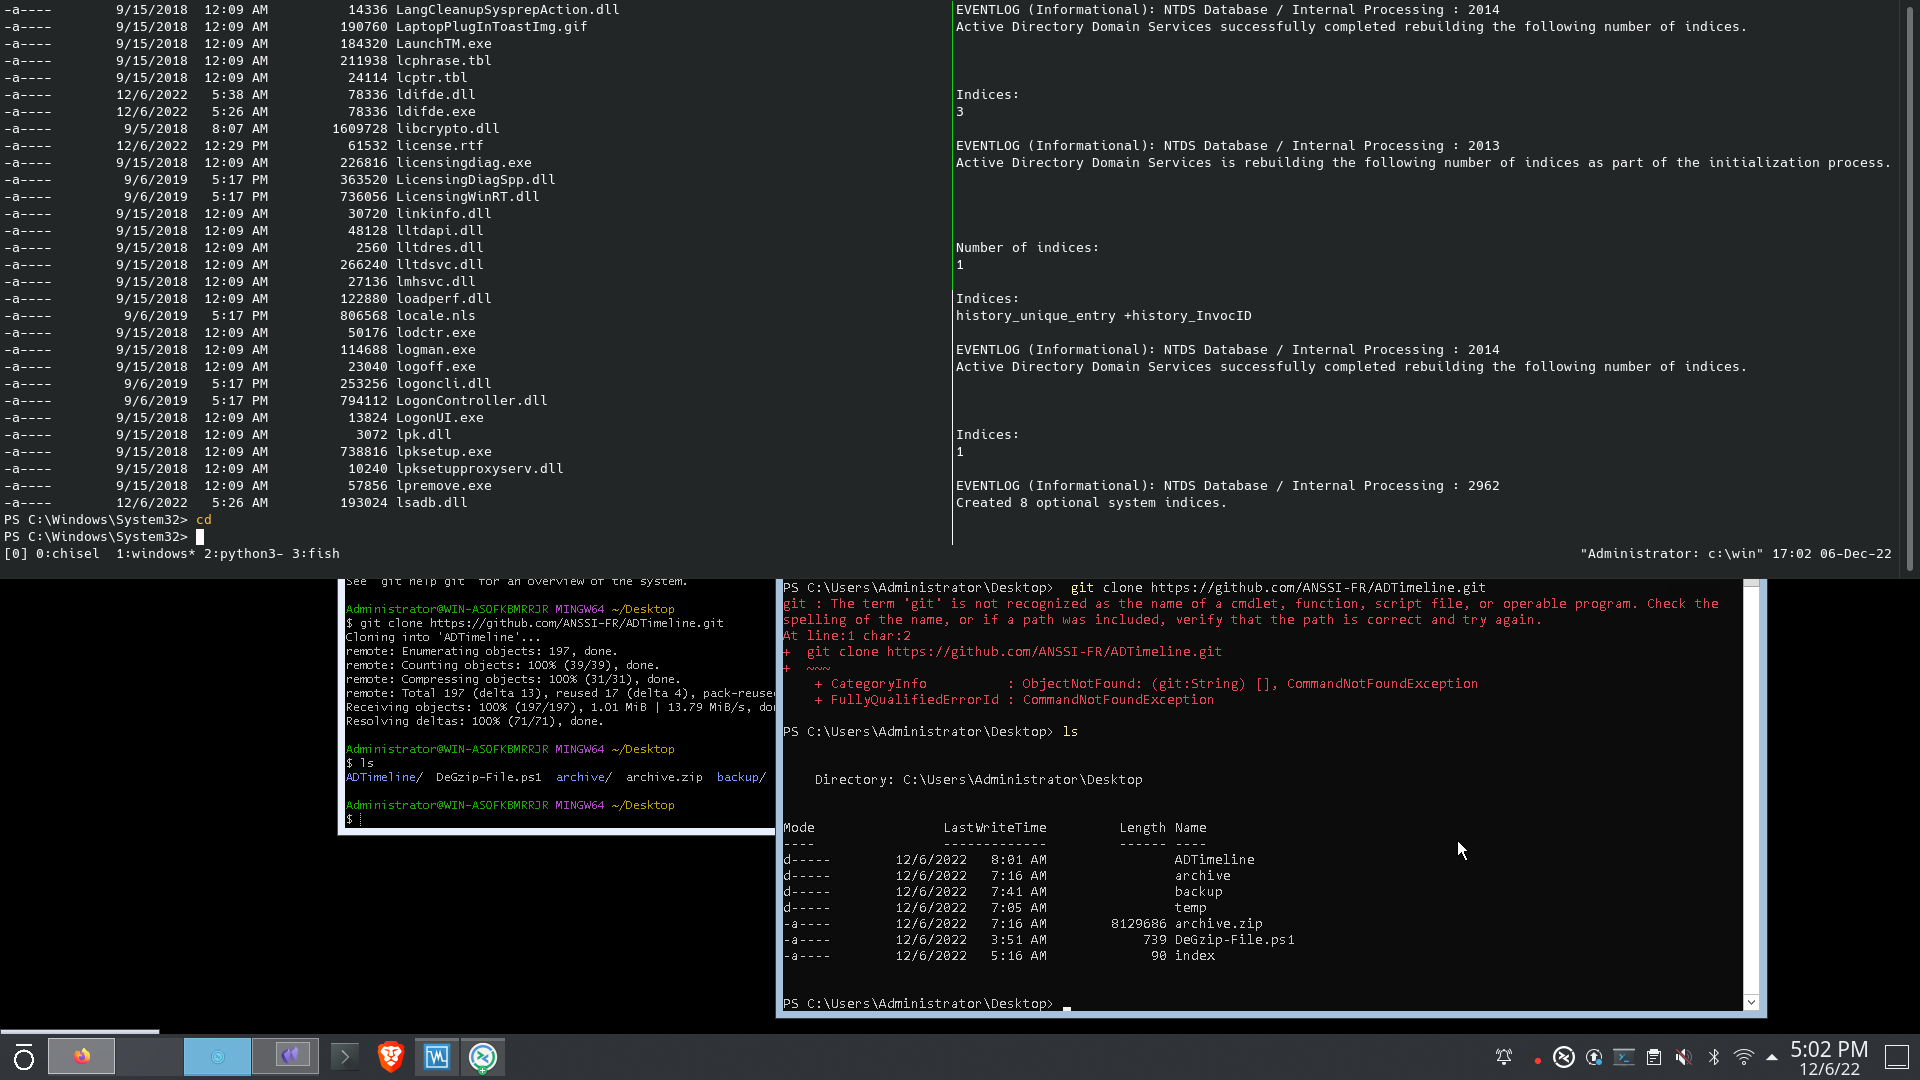 -a----        9/15/2018  12:09 AM          14336 LangCleanupSysprepAction.dll
-a----        9/15/2018  12:09 AM         190760 LaptopPlugInToastImg.gif
-a----        9/15/2018  12:09 AM         184320 LaunchTM.exe
-a----        9/15/2018  12:09 AM         211938 lcphrase.tbl
-a----        9/15/2018  12:09 AM          24114 lcptr.tbl
-a----        12/6/2022   5:38 AM          78336 ldifde.dll
-a----        12/6/2022   5:26 AM          78336 ldifde.exe
-a----         9/5/2018   8:07 AM        1609728 libcrypto.dll
-a----        12/6/2022  12:29 PM          61532 license.rtf
-a----        9/15/2018  12:09 AM         226816 licensingdiag.exe
-a----         9/6/2019   5:17 PM         363520 LicensingDiagSpp.dll
-a----         9/6/2019   5:17 PM         736056 LicensingWinRT.dll
-a----        9/15/2018  12:09 AM          30720 linkinfo.dll
-a----        9/15/2018  12:09 AM          48128 lltdapi.dll
-a----        9/15/2018  12:09 AM           2560 lltdres.dll
-a----        9/15/2018  12:09 AM         266240 lltdsvc.dll
-a----        9/15/2018  12:09 AM          27136 lmhsvc.dll
-a----        9/15/2018  12:09 AM         122880 loadperf.dll
-a----         9/6/2019   5:17 PM         806568 locale.nls
-a----        9/15/2018  12:09 AM          50176 lodctr.exe
-a----        9/15/2018  12:09 AM         114688 logman.exe
-a----        9/15/2018  12:09 AM          23040 logoff.exe
-a----         9/6/2019   5:17 PM         253256 logoncli.dll
-a----         9/6/2019   5:17 PM         794112 LogonController.dll
-a----        9/15/2018  12:09 AM          13824 LogonUI.exe
-a----        9/15/2018  12:09 AM           3072 lpk.dll
-a----        9/15/2018  12:09 AM         738816 lpksetup.exe
-a----        9/15/2018  12:09 AM          10240 lpksetupproxyserv.dll
-a----        9/15/2018  12:09 AM          57856 lpremove.exe
-a----        12/6/2022   5:26 AM         193024 lsadb.dll
PS C:\Windows\System32> cd
PS C:\Windows\System32>
EVENTLOG (Informational): NTDS Database / Internal Processing : 2014
Active Directory Domain Services successfully completed rebuilding the following number of indices.
Indices:
3
EVENTLOG (Informational): NTDS Database / Internal Processing : 2013
Active Directory Domain Services is rebuilding the following number of indices as part of the initialization process.
Number of indices:
1
Indices:
history_unique_entry +history_InvocID
EVENTLOG (Informational): NTDS Database / Internal Processing : 2014
Active Directory Domain Services successfully completed rebuilding the following number of indices.
Indices:
1
EVENTLOG (Informational): NTDS Database / Internal Processing : 2962
Created 8 optional system indices.
[0] 0:chisel  1:windows* 2:python3- 3:fish "Administrator: c:\win" 17:02 06-Dec-22
See 'git help git' for an overview of the system.
Administrator@WIN-ASQFKBMRRJR MINGW64 ~/Desktop
$ git clone https://github.com/ANSSI-FR/ADTimeline.git
Cloning into 'ADTimeline'...
remote: Enumerating objects: 197, done.
remote: Counting objects: 100% (39/39), done.
remote: Compressing objects: 100% (31/31), done.
remote: Total 197 (delta 13), reused 17 (delta 4), pack-reuse
Receiving objects: 100% (197/197), 1.01 MiB | 13.79 MiB/s, do
Resolving deltas: 100% (71/71), done.
Administrator@WIN-ASQFKBMRRJR MINGW64 ~/Desktop
$ ls
ADTimeline/  DeGzip-File.ps1  archive/  archive.zip  backup/
Administrator@WIN-ASQFKBMRRJR MINGW64 ~/Desktop
$
PS C:\Users\Administrator\Desktop>  git clone https://github.com/ANSSI-FR/ADTimeline.git
git : The term 'git' is not recognized as the name of a cmdlet, function, script file, or operable program. Check the
spelling of the name, or if a path was included, verify that the path is correct and try again.
At line:1 char:2
+  git clone https://github.com/ANSSI-FR/ADTimeline.git
+  ~~~
    + CategoryInfo          : ObjectNotFound: (git:String) [], CommandNotFoundException
    + FullyQualifiedErrorId : CommandNotFoundException
PS C:\Users\Administrator\Desktop> ls
    Directory: C:\Users\Administrator\Desktop
Mode                LastWriteTime         Length Name
----                -------------         ------ ----
d-----        12/6/2022   8:01 AM                ADTimeline
d-----        12/6/2022   7:16 AM                archive
d-----        12/6/2022   7:41 AM                backup
d-----        12/6/2022   7:05 AM                temp
-a----        12/6/2022   7:16 AM        8129686 archive.zip
-a----        12/6/2022   3:51 AM            739 DeGzip-File.ps1
-a----        12/6/2022   5:16 AM             90 index
PS C:\Users\Administrator\Desktop>
5:02 PM
12/6/22